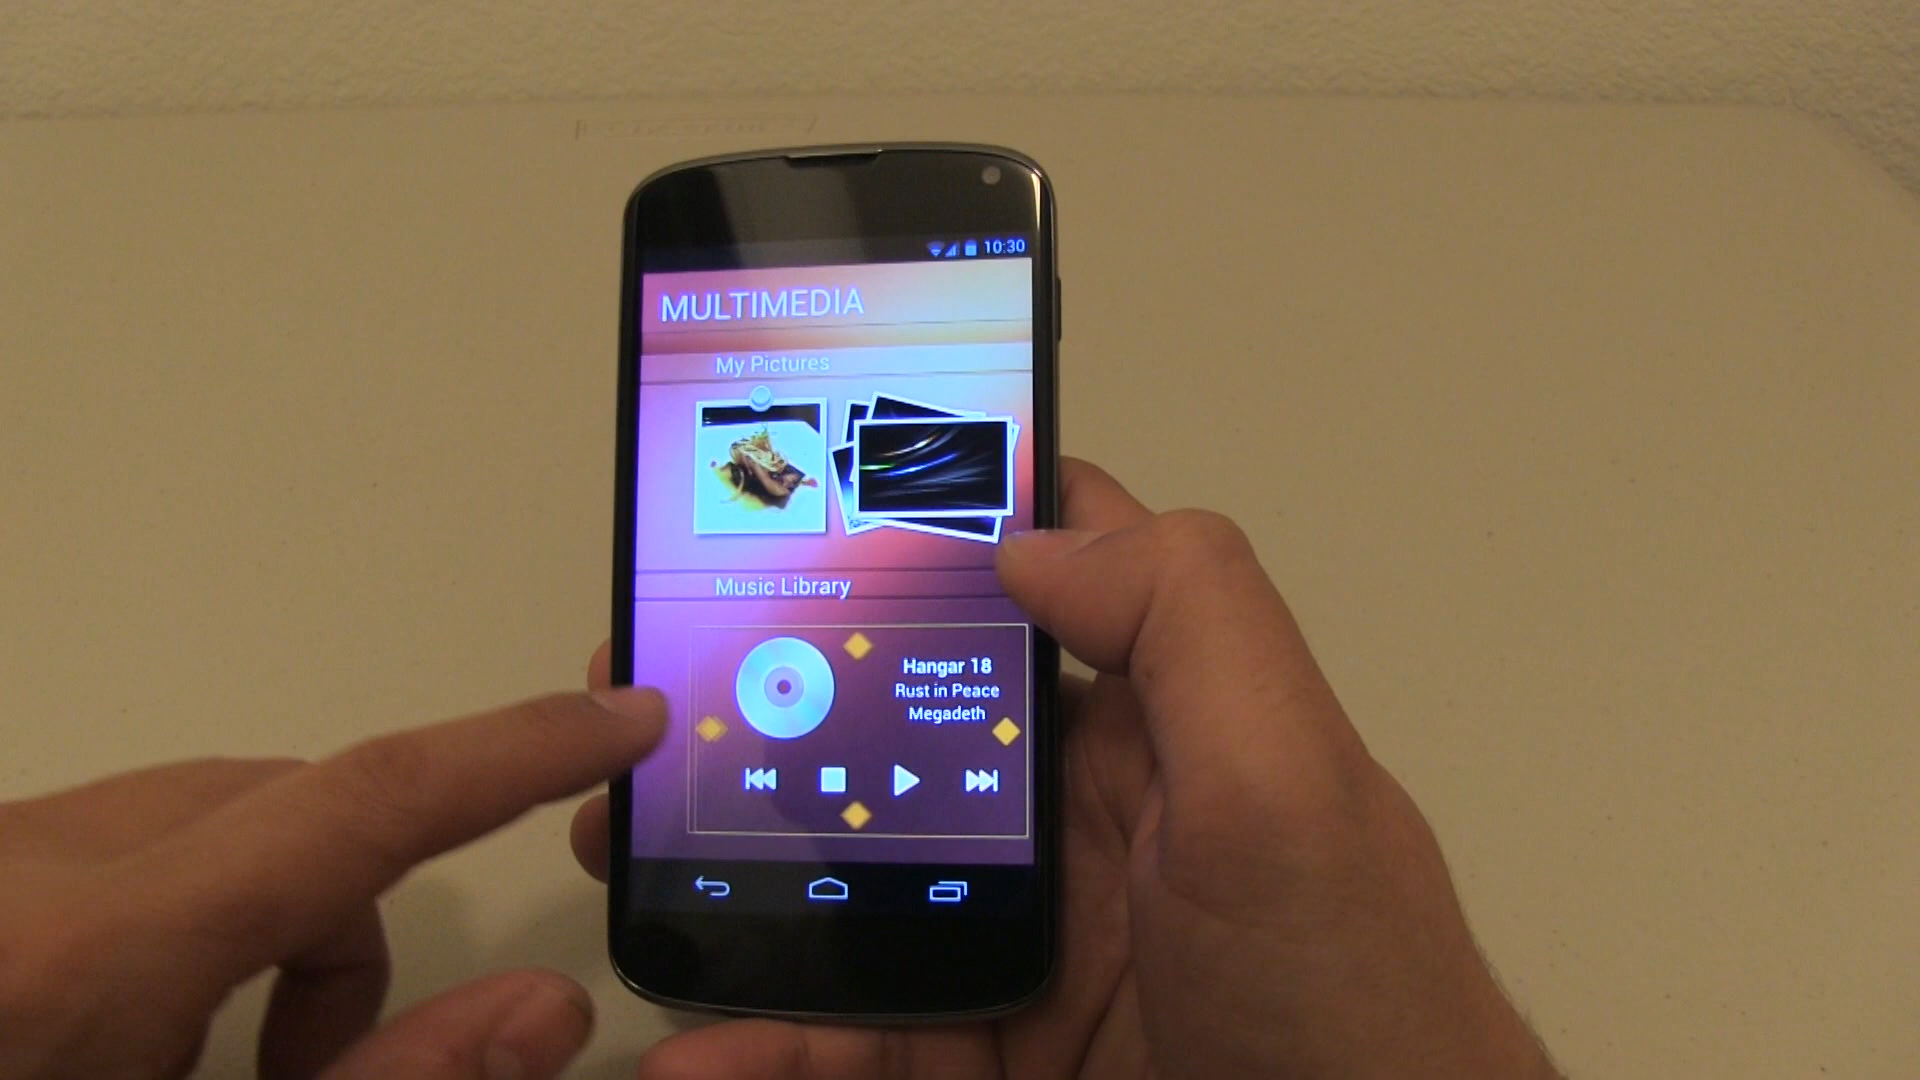 10:30
MULTIMEDIA
My Pictures
Music Library
Hangar 18
Rust in Peace
Megadeth